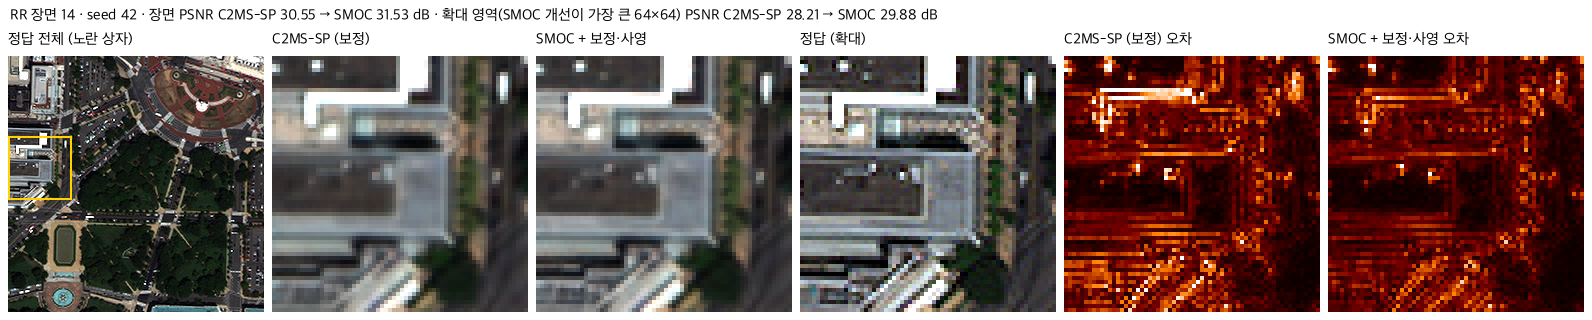 RR 장면 14 · seed 42 · 장면 PSNR C2MS-SP 30.55 → SMOC 31.53 dB · 확대 영역(SMOC 개선이 가장 큰 64×64) PSNR C2MS-SP 28.21 → SMOC 29.88 dB
정답 전체 (노란 상자)
C2MS-SP (보정)
SMOC + 보정·사영
정답 (확대)
C2MS-SP (보정) 오차
SMOC + 보정·사영 오차